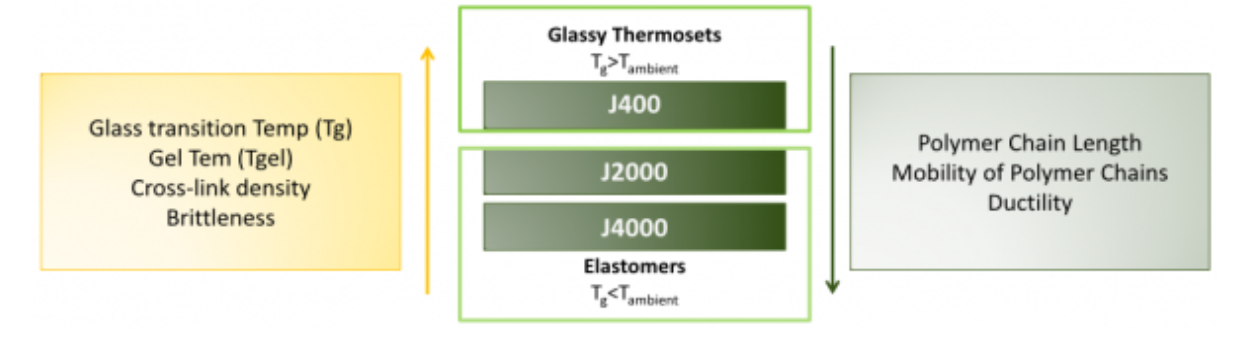 Glass transition Temp (Tg)
Gel Tem (Tgel)
Cross-link density
Brittleness
Glassy Thermosets
Tg>Tambient
J400
J2000
J4000
Elastomers
Tg<Tambient
Polymer Chain Length
Mobility of Polymer Chains
Ductility